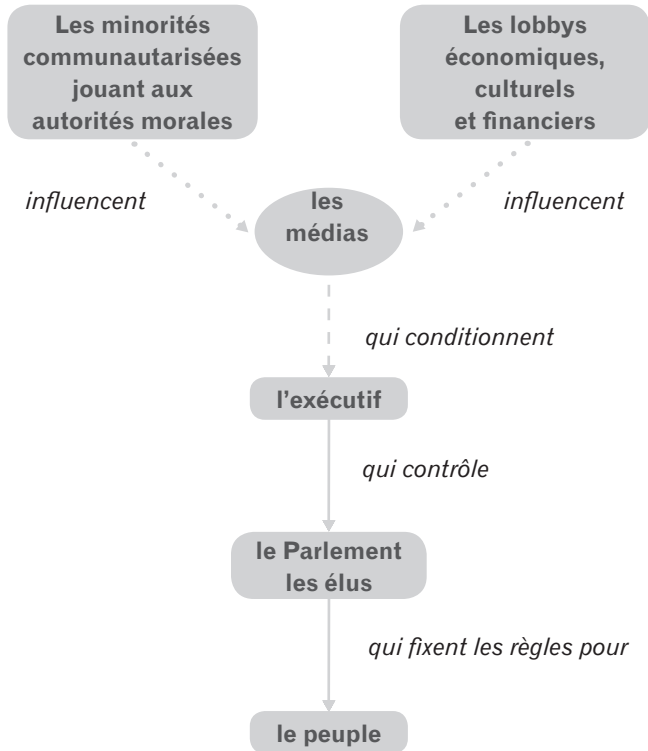 Les minorités
communautarisées
jouant aux
autorités morales
Les lobbys
économiques,
culturels
et financiers
influencent
influencent
les
médias
qui conditionnent
l’exécutif
qui contrôle
le Parlement
les élus
qui fixent les règles pour
le peuple